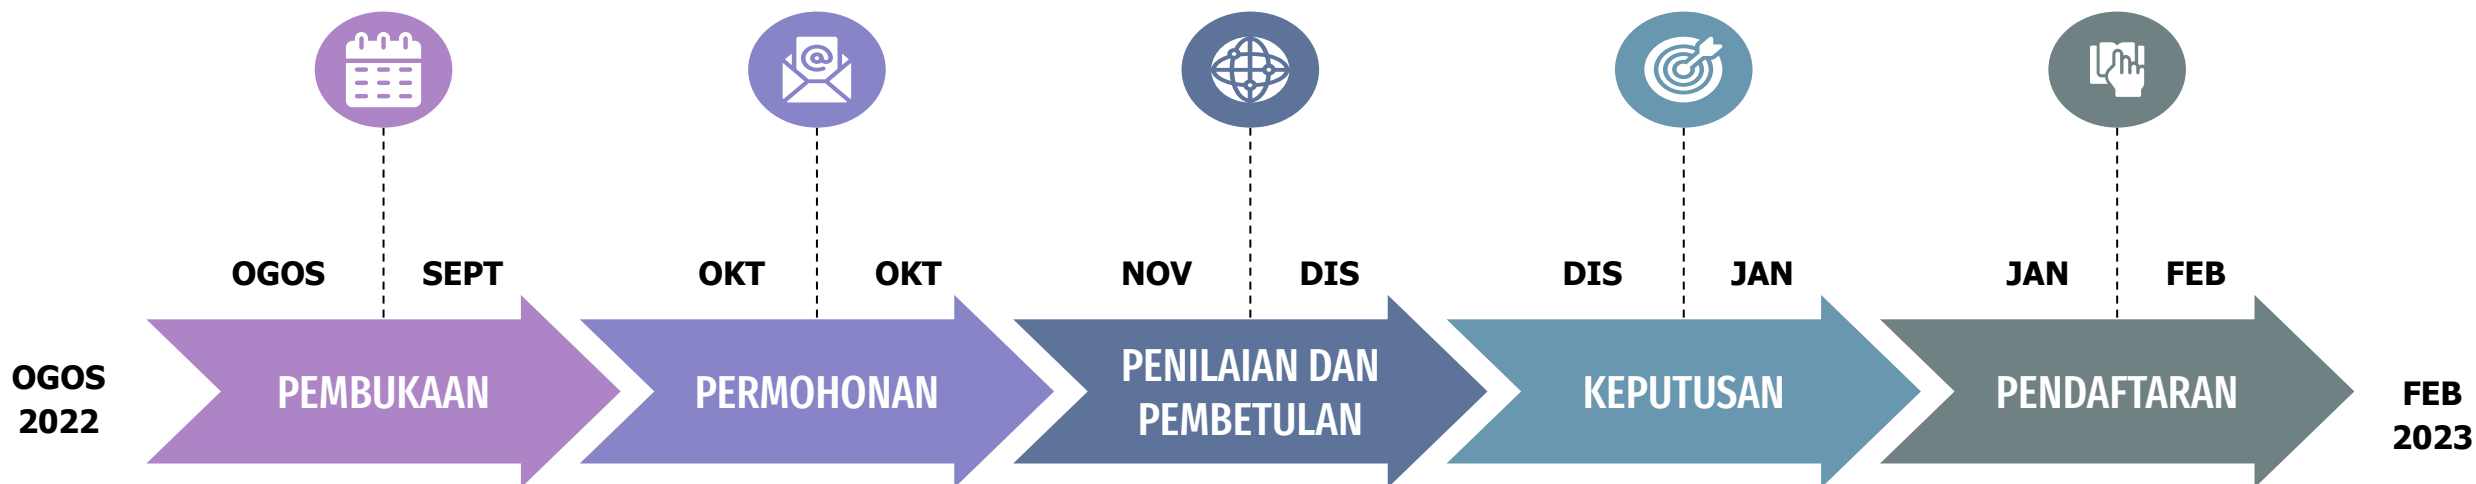 OGOS SEPT OKT OKT NOV DIS DIS JAN JAN FEB
OGOS
2022
PEMBUKAAN
PERMOHONAN
PENILAIAN DAN
PEMBETULAN
KEPUTUSAN
PENDAFTARAN
FEB
2023